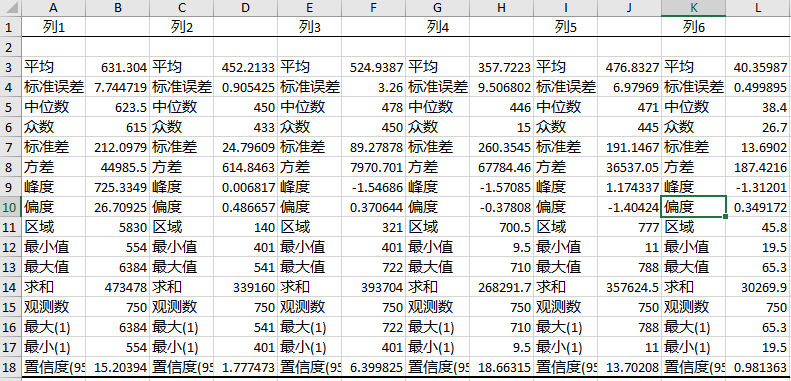 A B C D E F G H I J K L
1 列1 列2 列3 列4 列5 列6
2
3 平均 631.304 平均 452.2133 平均 524.9387 平均 357.7223 平均 476.8327 平均 40.35987
4 标准误差 7.744719 标准误差 0.905425 标准误差 3.26 标准误差 9.506802 标准误差 6.97969 标准误差 0.499895
5 中位数 623.5 中位数 450 中位数 478 中位数 446 中位数 471 中位数 38.4
6 众数 615 众数 433 众数 450 众数 15 众数 445 众数 26.7
7 标准差 212.0979 标准差 24.79609 标准差 89.27878 标准差 260.3545 标准差 191.1467 标准差 13.6902
8 方差 44985.5 方差 614.8463 方差 7970.701 方差 67784.46 方差 36537.05 方差 187.4216
9 峰度 725.3349 峰度 0.006817 峰度 -1.54686 峰度 -1.57085 峰度 1.174337 峰度 -1.31201
10 偏度 26.70925 偏度 0.486657 偏度 0.370644 偏度 -0.37808 偏度 -1.40424 偏度 0.349172
11 区域 5830 区域 140 区域 321 区域 700.5 区域 777 区域 45.8
12 最小值 554 最小值 401 最小值 401 最小值 9.5 最小值 11 最小值 19.5
13 最大值 6384 最大值 541 最大值 722 最大值 710 最大值 788 最大值 65.3
14 求和 473478 求和 339160 求和 393704 求和 268291.7 求和 357624.5 求和 30269.9
15 观测数 750 观测数 750 观测数 750 观测数 750 观测数 750 观测数 750
16 最大(1) 6384 最大(1) 541 最大(1) 722 最大(1) 710 最大(1) 788 最大(1) 65.3
17 最小(1) 554 最小(1) 401 最小(1) 401 最小(1) 9.5 最小(1) 11 最小(1) 19.5
18 置信度(95 15.20394 置信度(95 1.777473 置信度(95 6.399825 置信度(95 18.66315 置信度(95 13.70208 置信度(95 0.981363